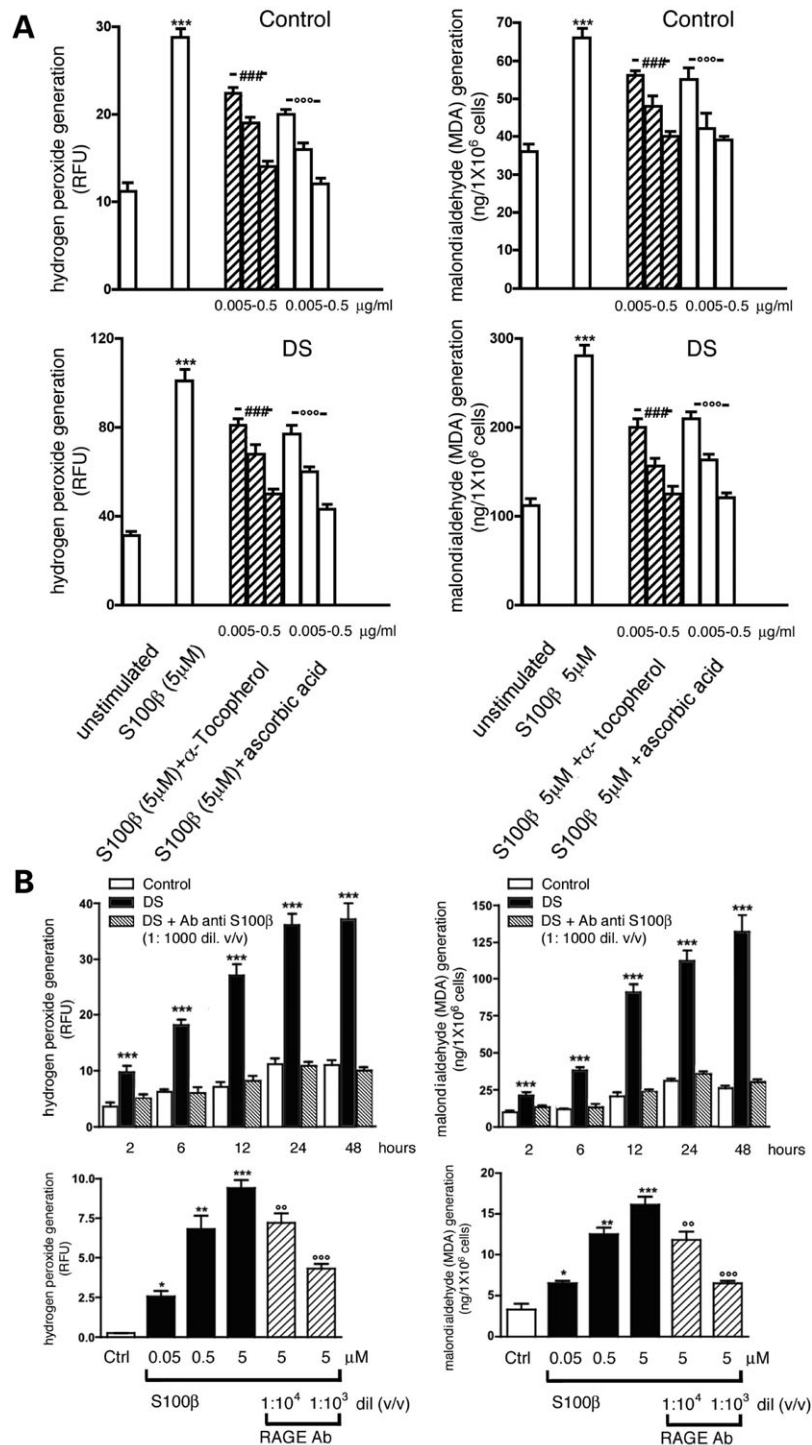 A
Control
hydrogen peroxide generation
(RFU)
30
20
10
0
***
- ###-
-°°°-
0.005-0.5 0.005-0.5 μg/ml
Control
malondialdehyde (MDA) generation
(ng/1X10⁶ cells)
70
60
50
40
30
20
10
0
***
- ###-
-°°°-
0.005-0.5 0.005-0.5 μg/ml
DS
hydrogen peroxide generation
(RFU)
120
80
40
0
***
- ###-
-°°°-
0.005-0.5 0.005-0.5 μg/ml
unstimulated
S100β (5μM)
S100β (5μM)+α- Tocopherol
S100β (5μM)+ascorbic acid
DS
malondialdehyde (MDA) generation
(ng/1X10⁶ cells)
300
200
100
0
***
- ###-
-°°°-
0.005-0.5 0.005-0.5 μg/ml
unstimulated
S100β 5μM
S100β 5μM +α- tocopherol
S100β 5μM +ascorbic acid
B
Control
DS
DS + Ab anti S100β
(1: 1000 dil. v/v)
hydrogen peroxide generation
(RFU)
40
30
20
10
0
*** *** *** *** ***
2 6 12 24 48 hours
Control
DS
DS + Ab anti S100β
(1: 1000 dil. v/v)
malondialdehyde (MDA) generation
(ng/1X10⁶ cells)
150
125
100
75
50
25
0
*** *** *** *** ***
2 6 12 24 48 hours
hydrogen peroxide generation
(RFU)
10.0
7.5
5.0
2.5
0.0
* ** *** °° °°°
Ctrl 0.05 0.5 5 5 5 μM
S100β 1:10⁴ 1:10³ dil (v/v)
RAGE Ab
malondialdehyde (MDA) generation
(ng/1X10⁶ cells)
20
15
10
5
0
* ** *** °° °°°
Ctrl 0.05 0.5 5 5 5 μM
S100β 1:10⁴ 1:10³ dil (v/v)
RAGE Ab